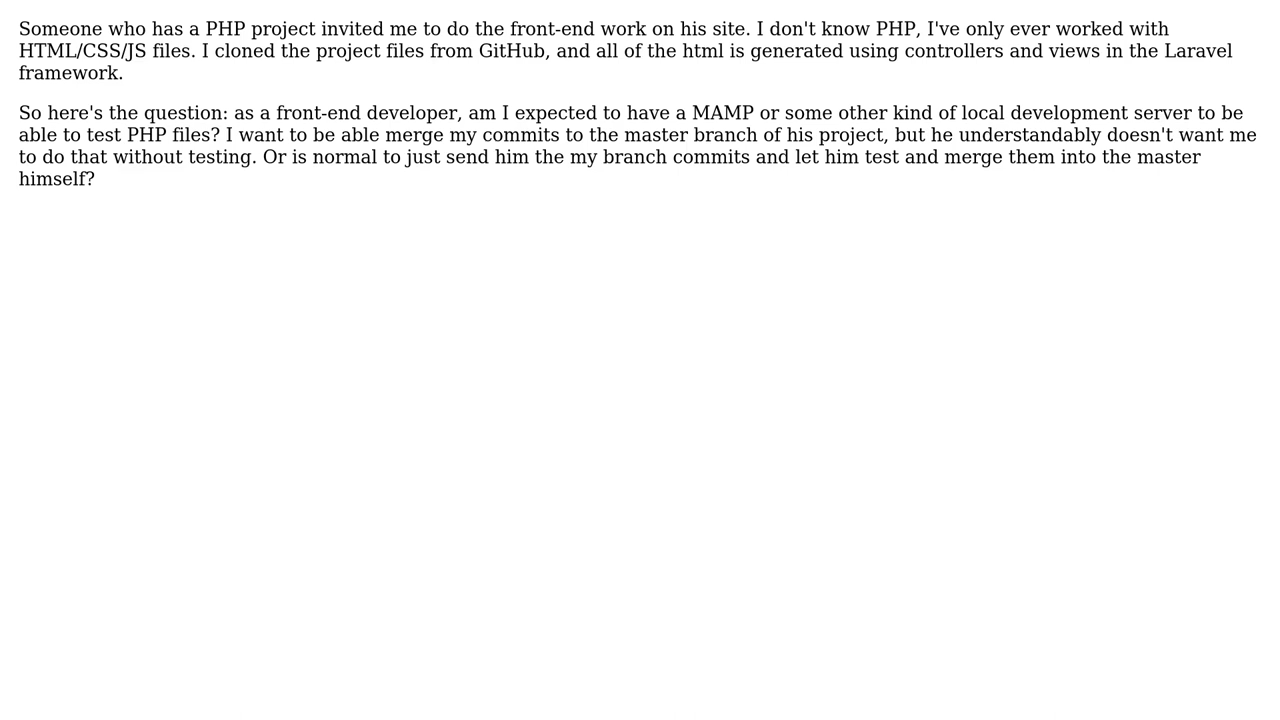 Someone who has a PHP project invited me to do the front-end work on his site. I don't know PHP, I've only ever worked with
HTML/CSS/JS files. I cloned the project files from GitHub, and all of the html is generated using controllers and views in the Laravel
framework.
So here's the question: as a front-end developer, am I expected to have a MAMP or some other kind of local development server to be
able to test PHP files? I want to be able merge my commits to the master branch of his project, but he understandably doesn't want me
to do that without testing. Or is normal to just send him the my branch commits and let him test and merge them into the master
himself?